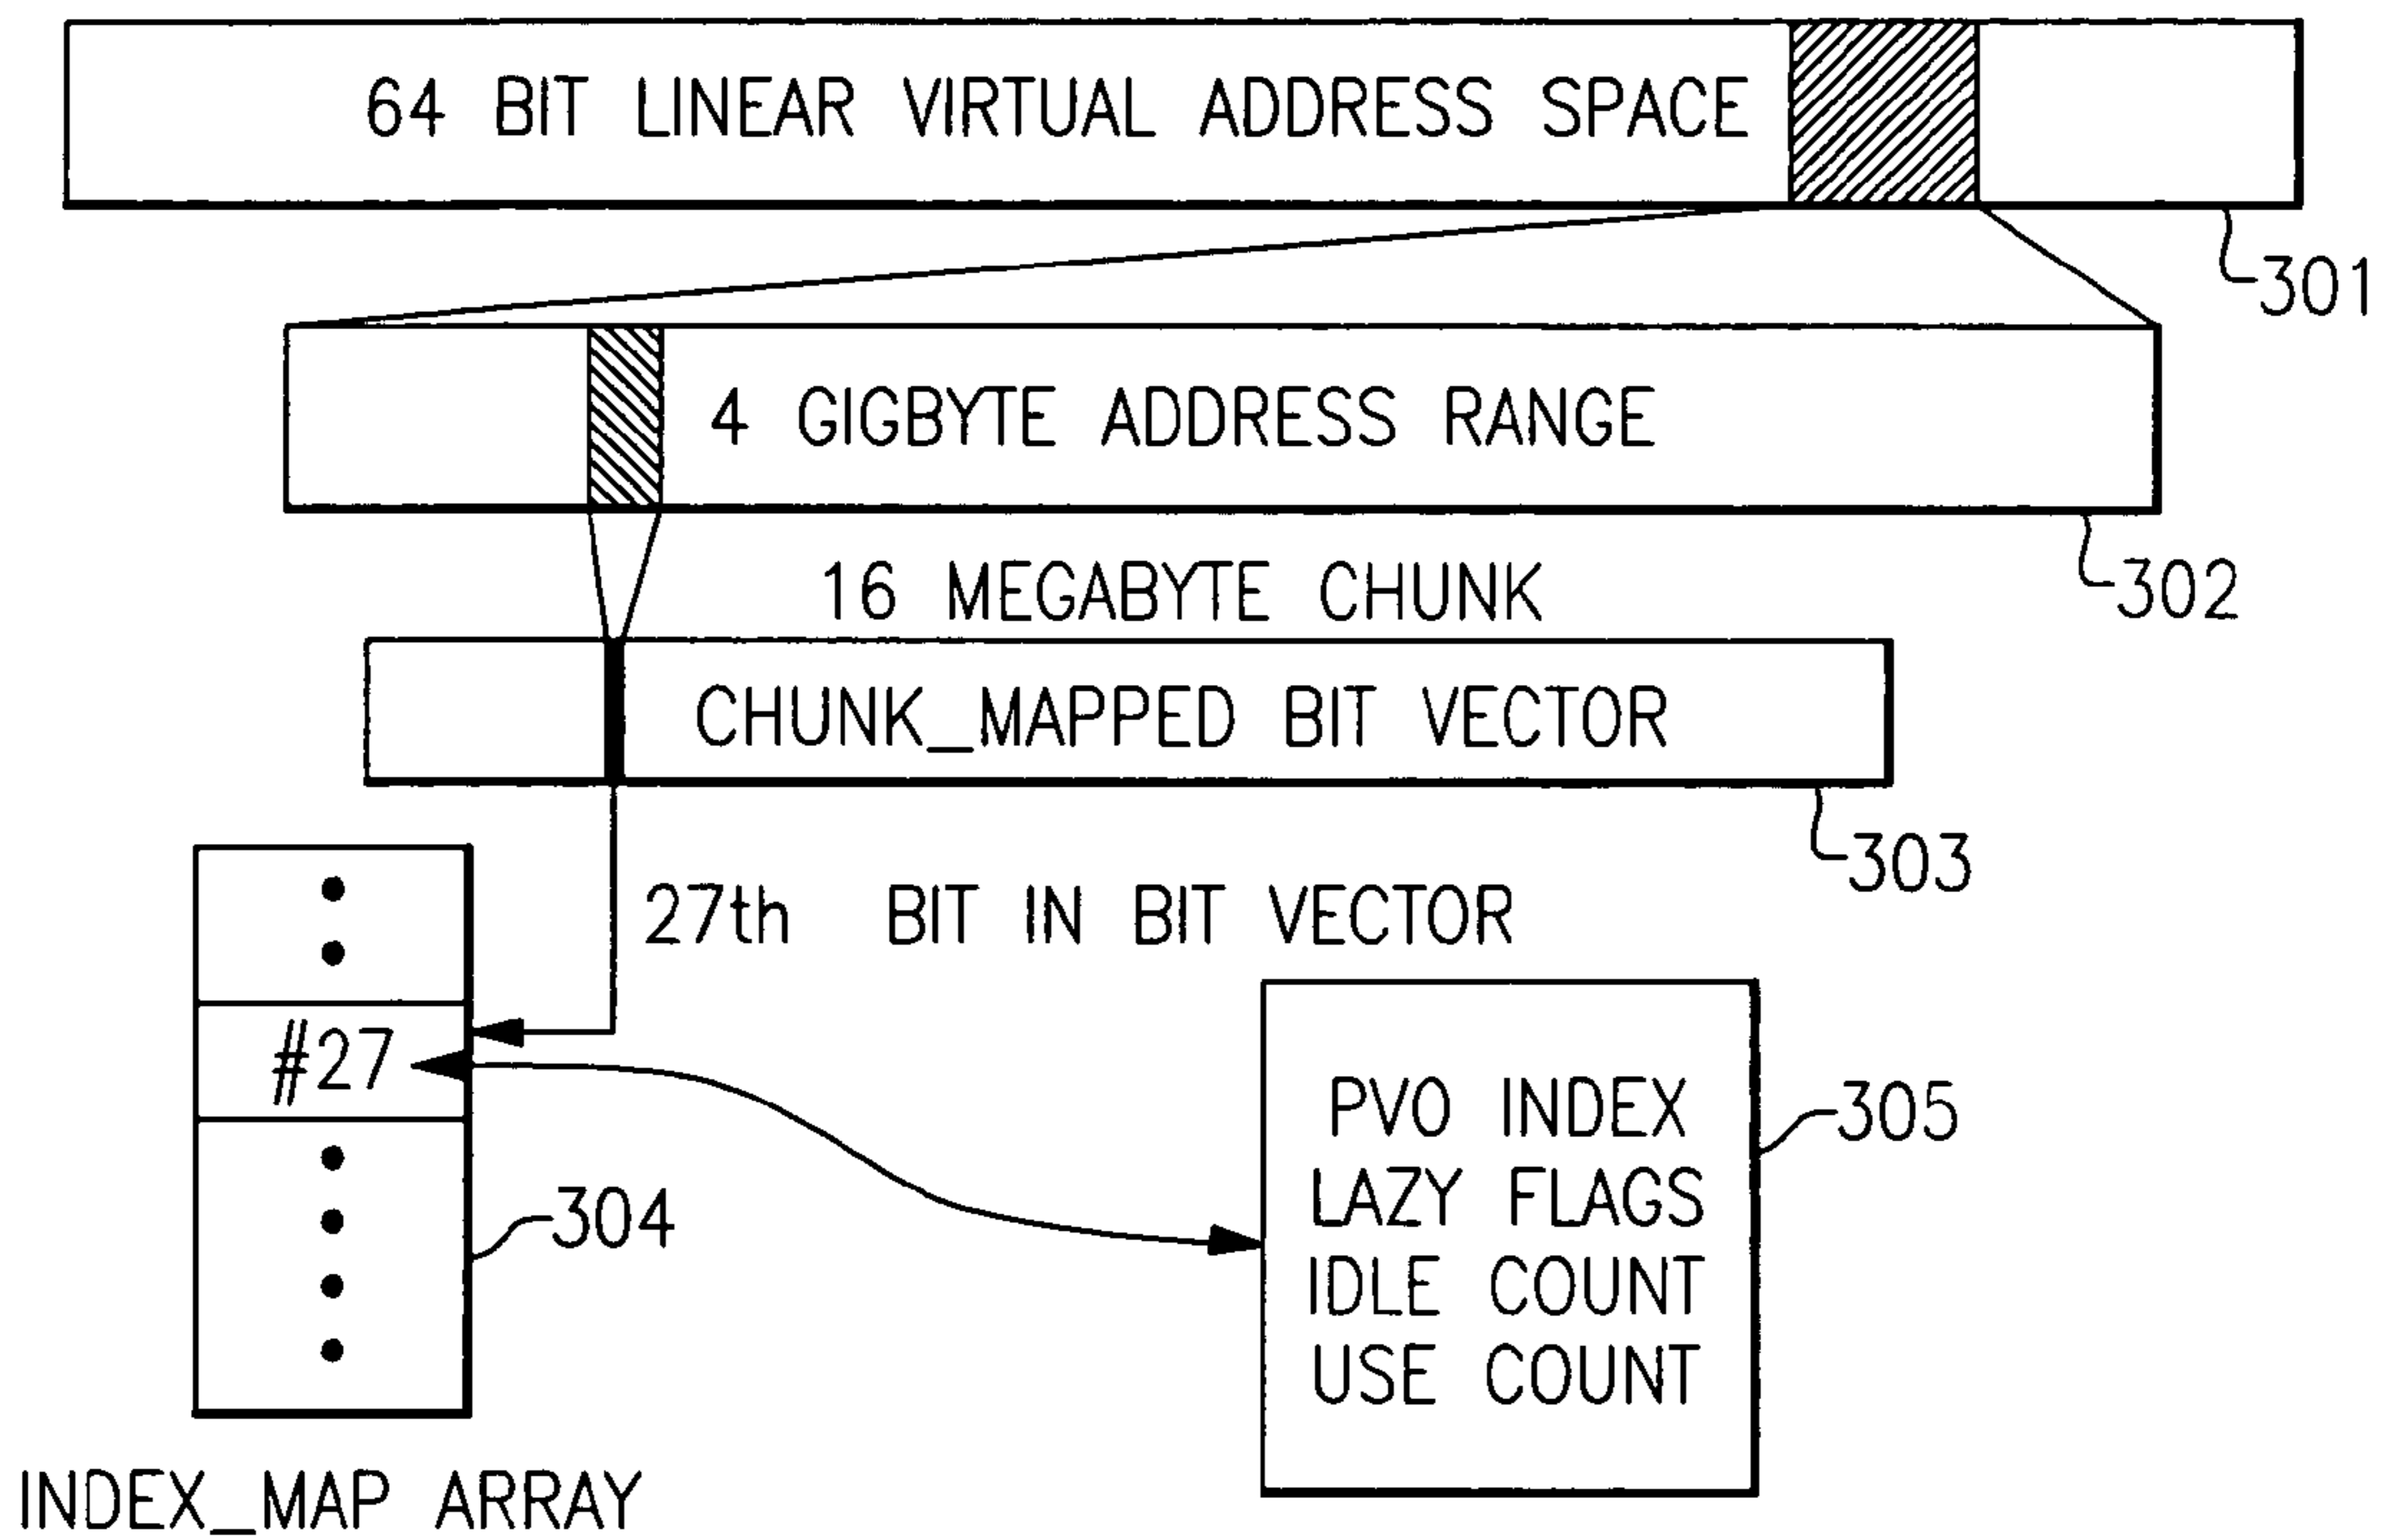 64 BIT LINEAR VIRTUAL ADDRESS SPACE
301
4 GIGBYTE ADDRESS RANGE
302
16 MEGABYTE CHUNK
CHUNK_MAPPED BIT VECTOR
303
27th BIT IN BIT VECTOR
#27
304
INDEX_MAP ARRAY
PVO INDEX
LAZY FLAGS
IDLE COUNT
USE COUNT
305